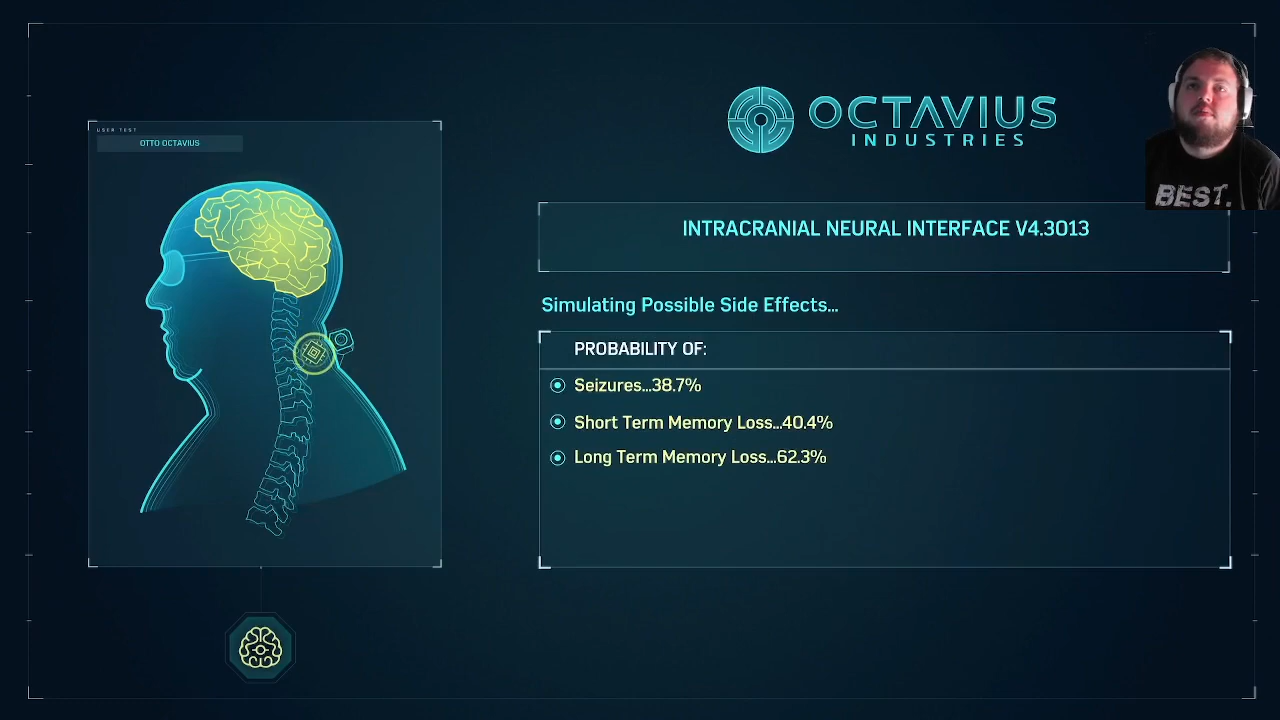 USER TEST
OTTO OCTAVIUS
OCTAVIUS
INDUSTRIES
BEST.
INTRACRANIAL NEURAL INTERFACE V4.3013
Simulating Possible Side Effects...
PROBABILITY OF:
Seizures...38.7%
Short Term Memory Loss...40.4%
Long Term Memory Loss...62.3%